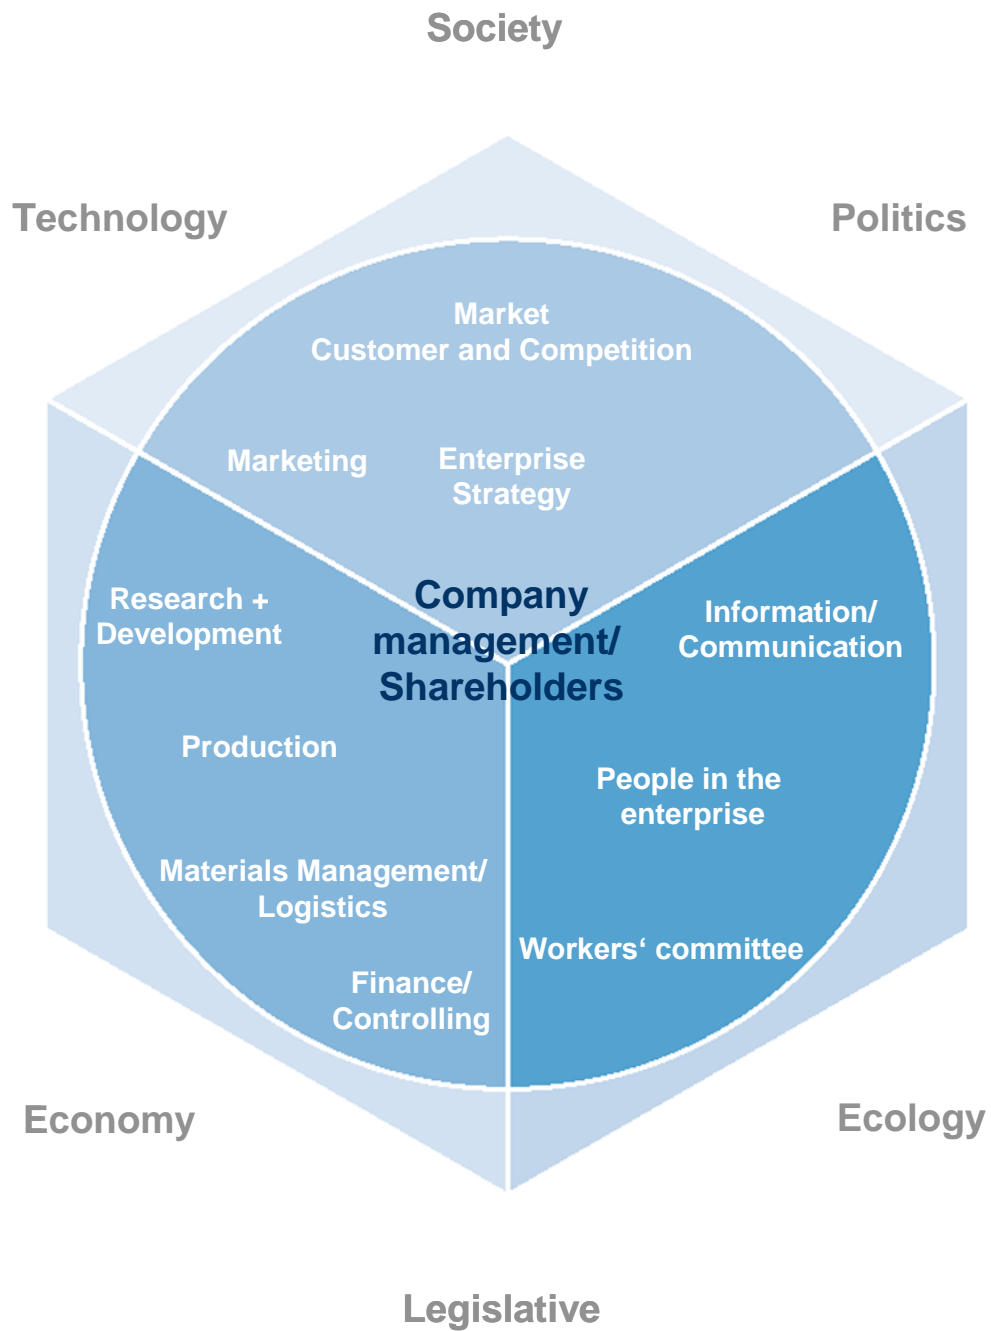 Society
Technology
Politics
Market
Customer and Competition
Marketing
Enterprise
Strategy
Company
management/
Shareholders
Research +
Development
Production
Materials Management/
Logistics
Finance/
Controlling
Information/
Communication
People in the
enterprise
Workers‘ committee
Economy
Ecology
Legislative